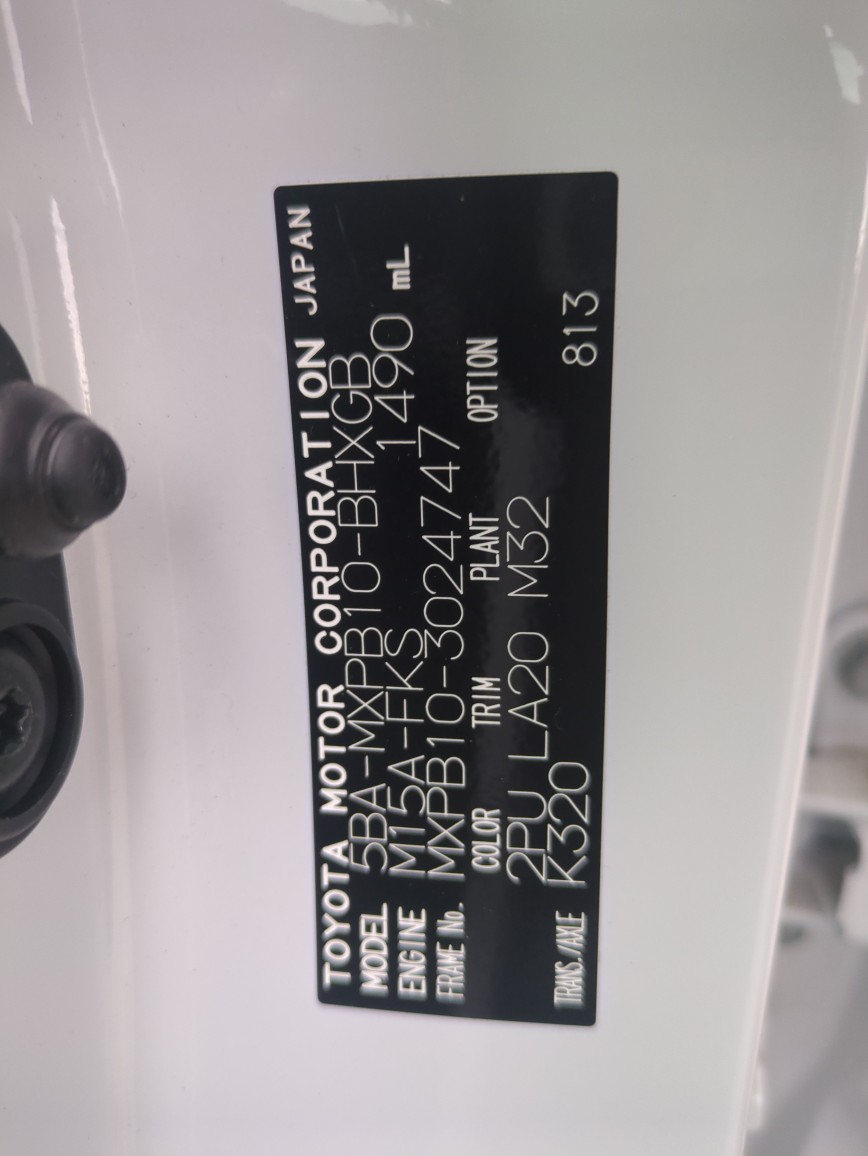 TOYOTA MOTOR CORPORATION JAPAN
MODEL 5BA-MXPB10-BHXGB
ENGINE M15A-FKS 1490 mL
FRAME No. MXPB10-3024747
COLOR TRIM PLANT OPTION
2PU LA20 M32
TRANS./AXLE K320 813